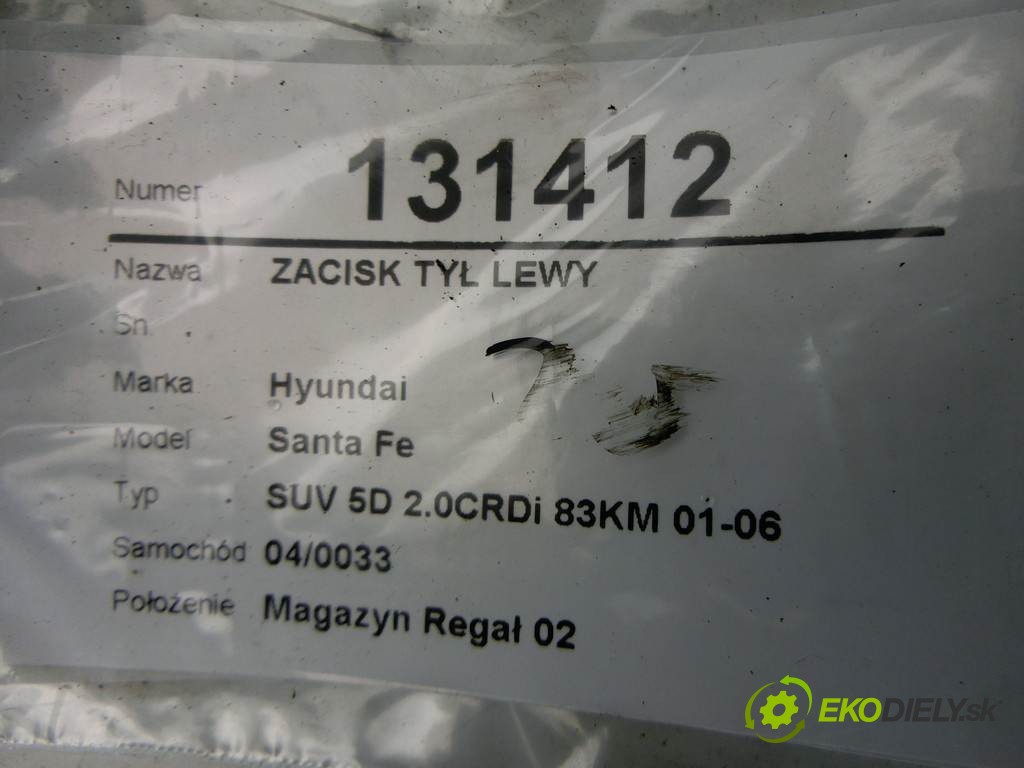 Numer 131412
Nazwa ZACISK TYŁ LEWY
Sn.
Marka Hyundai
Model Santa Fe
Typ SUV 5D 2.0CRDi 83KM 01-06
Samochód 04/0033
Położenie Magazyn Regał 02
EKODIELY.sk